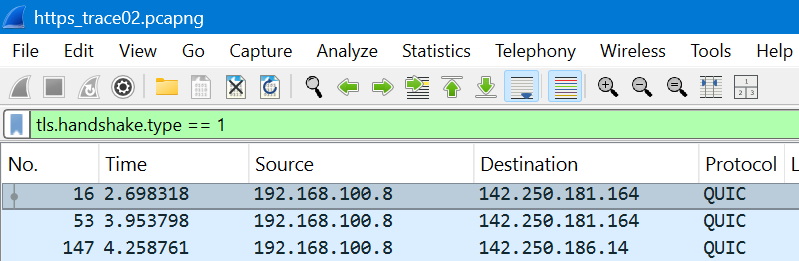 https_trace02.pcapng
File Edit View Go Capture Analyze Statistics Telephony Wireless Tools Help
tls.handshake.type == 1
No. Time Source Destination Protocol L
16 2.698318 192.168.100.8 142.250.181.164 QUIC
53 3.953798 192.168.100.8 142.250.181.164 QUIC
147 4.258761 192.168.100.8 142.250.186.14 QUIC